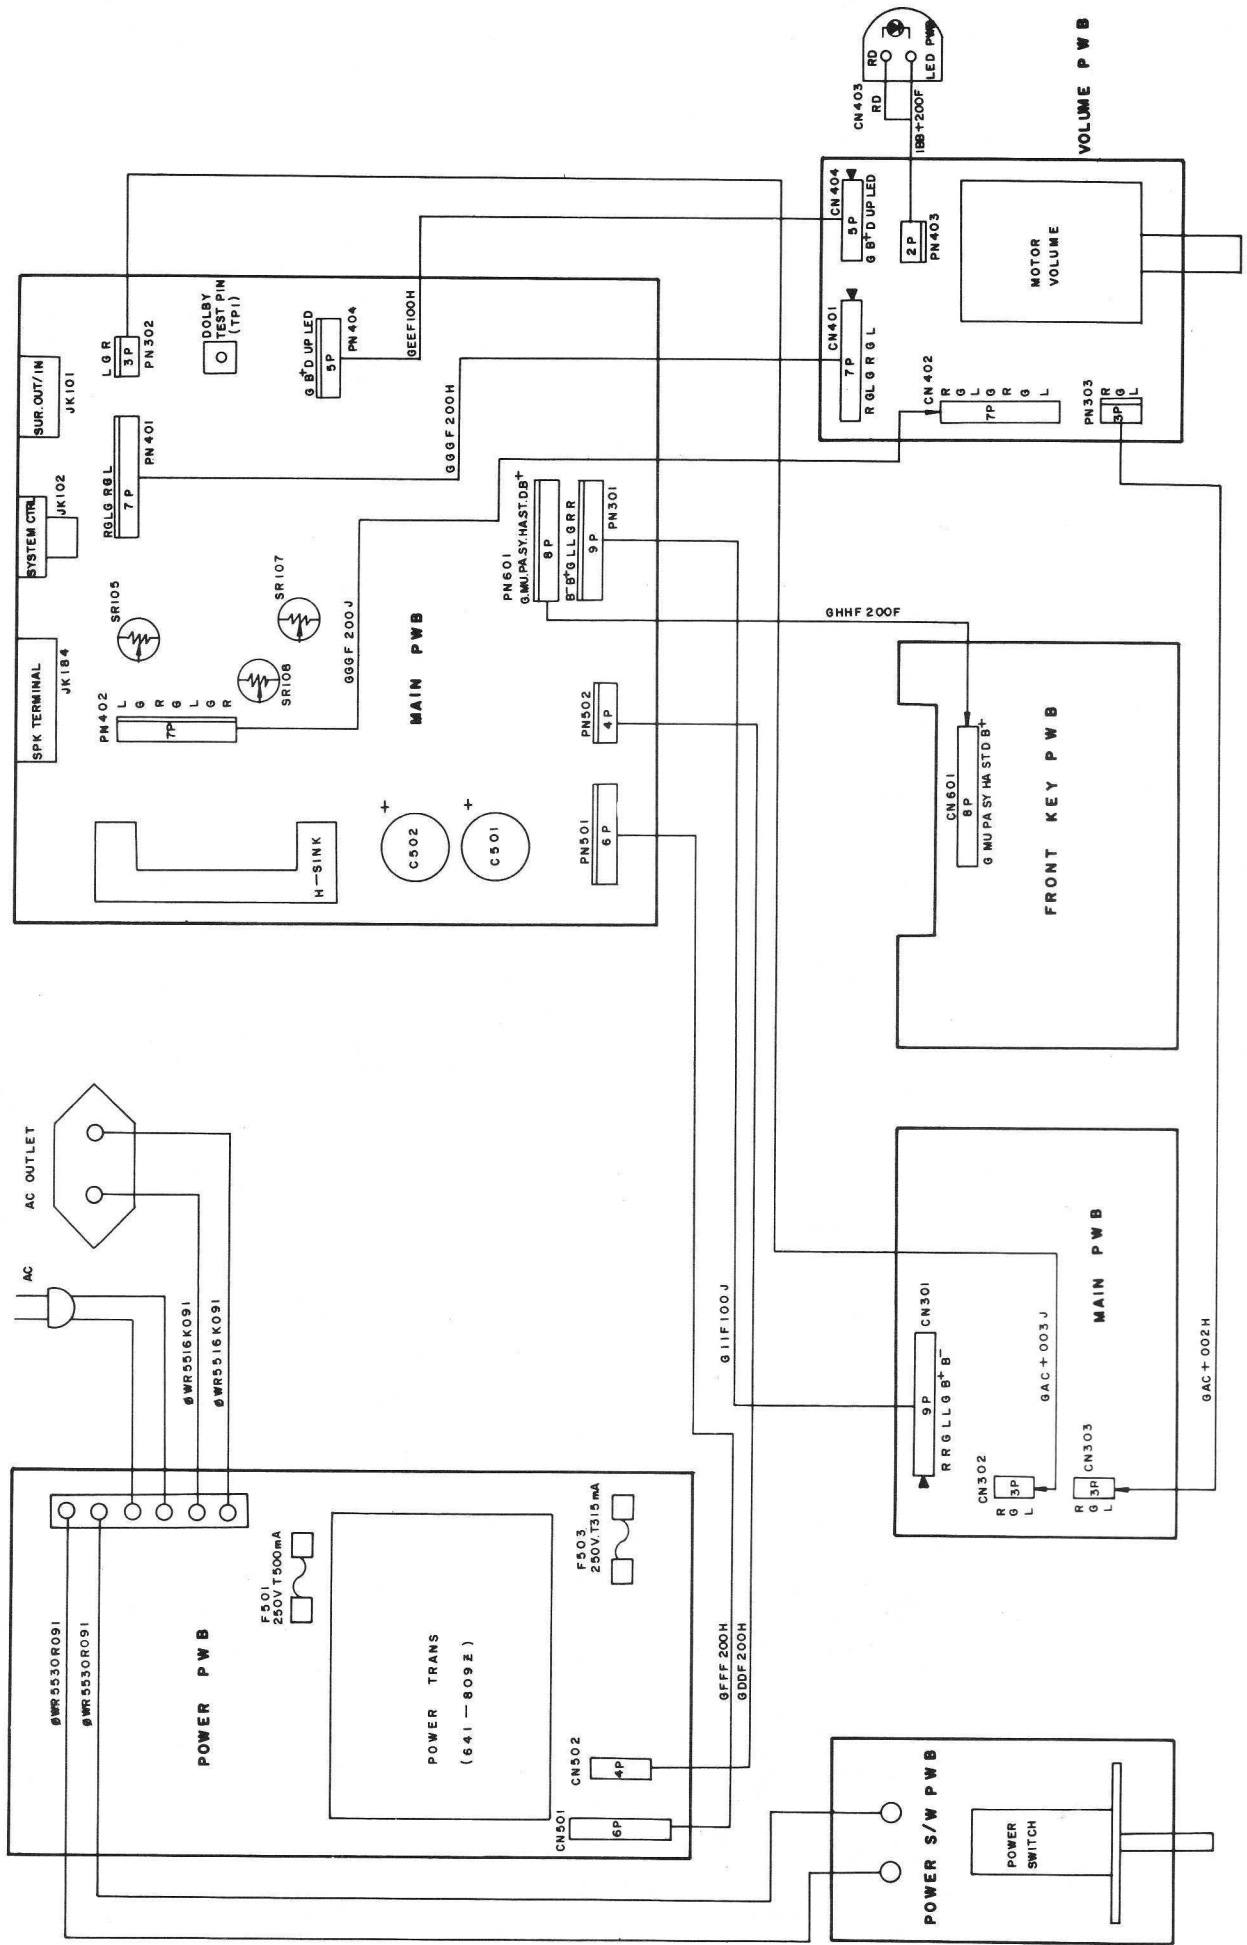 AC
AC OUTLET
ØWR5530R091
ØWR5530R091
ØWR5516K091
ØWR5516K091
POWER PWB
F501
250V.T500mA
POWER TRANS
F503
250V.T315mA
CN502
4P
CN501
6P
GFFF200H
GDDF200H
G11F100J
POWER S/W PWB
POWER
SWITCH
SPK TERMINAL
JK184
SYSTEM CTRL
JK102
SUR.OUT/IN
JK101
H-SINK
PN402
7P
L G R G L G R
SR105
SR107
SR108
RGLG RGL
7P
PN401
L G R
3P
PN302
DOLBY
TEST PIN
(TP1)
G B+ D UP LED
5P
PN404
C502
+
C501
+
MAIN PWB
GGGF200J
GGGF200H
GEEF100H
PN501
6P
PN502
4P
PN601
G.MU.PA.SY.HA.ST.D.B+
8P
B- B+ G L L G R R
9P
PN301
GHHF200F
CN601
8P
G MU PA SY HA ST D B+
FRONT KEY PWB
CN301
9P
R R G L L G B+ B-
CN302
3P
R G L
CN303
3P
R G L
MAIN PWB
GAC+003J
GAC+002H
CN401
7P
R G L G R G L
CN404
5P
G B+ D UP LED
CN402
7P
R G L G R G L
PN303
3P
R G L
2P
PN403
MOTOR
VOLUME
VOLUME PWB
CN403
RD
RD
1BB+200F
LED PWB